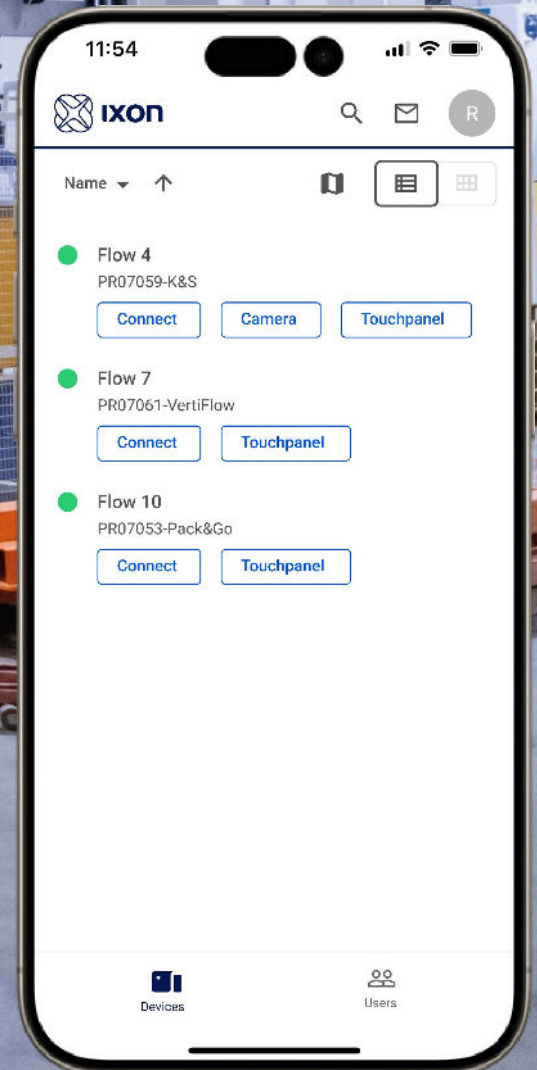 11:54
IXON
R
Name
Flow 4
PR07059-K&S
Connect Camera Touchpanel
Flow 7
PR07061-VertiFlow
Connect Touchpanel
Flow 10
PR07053-Pack&Go
Connect Touchpanel
Devices Users